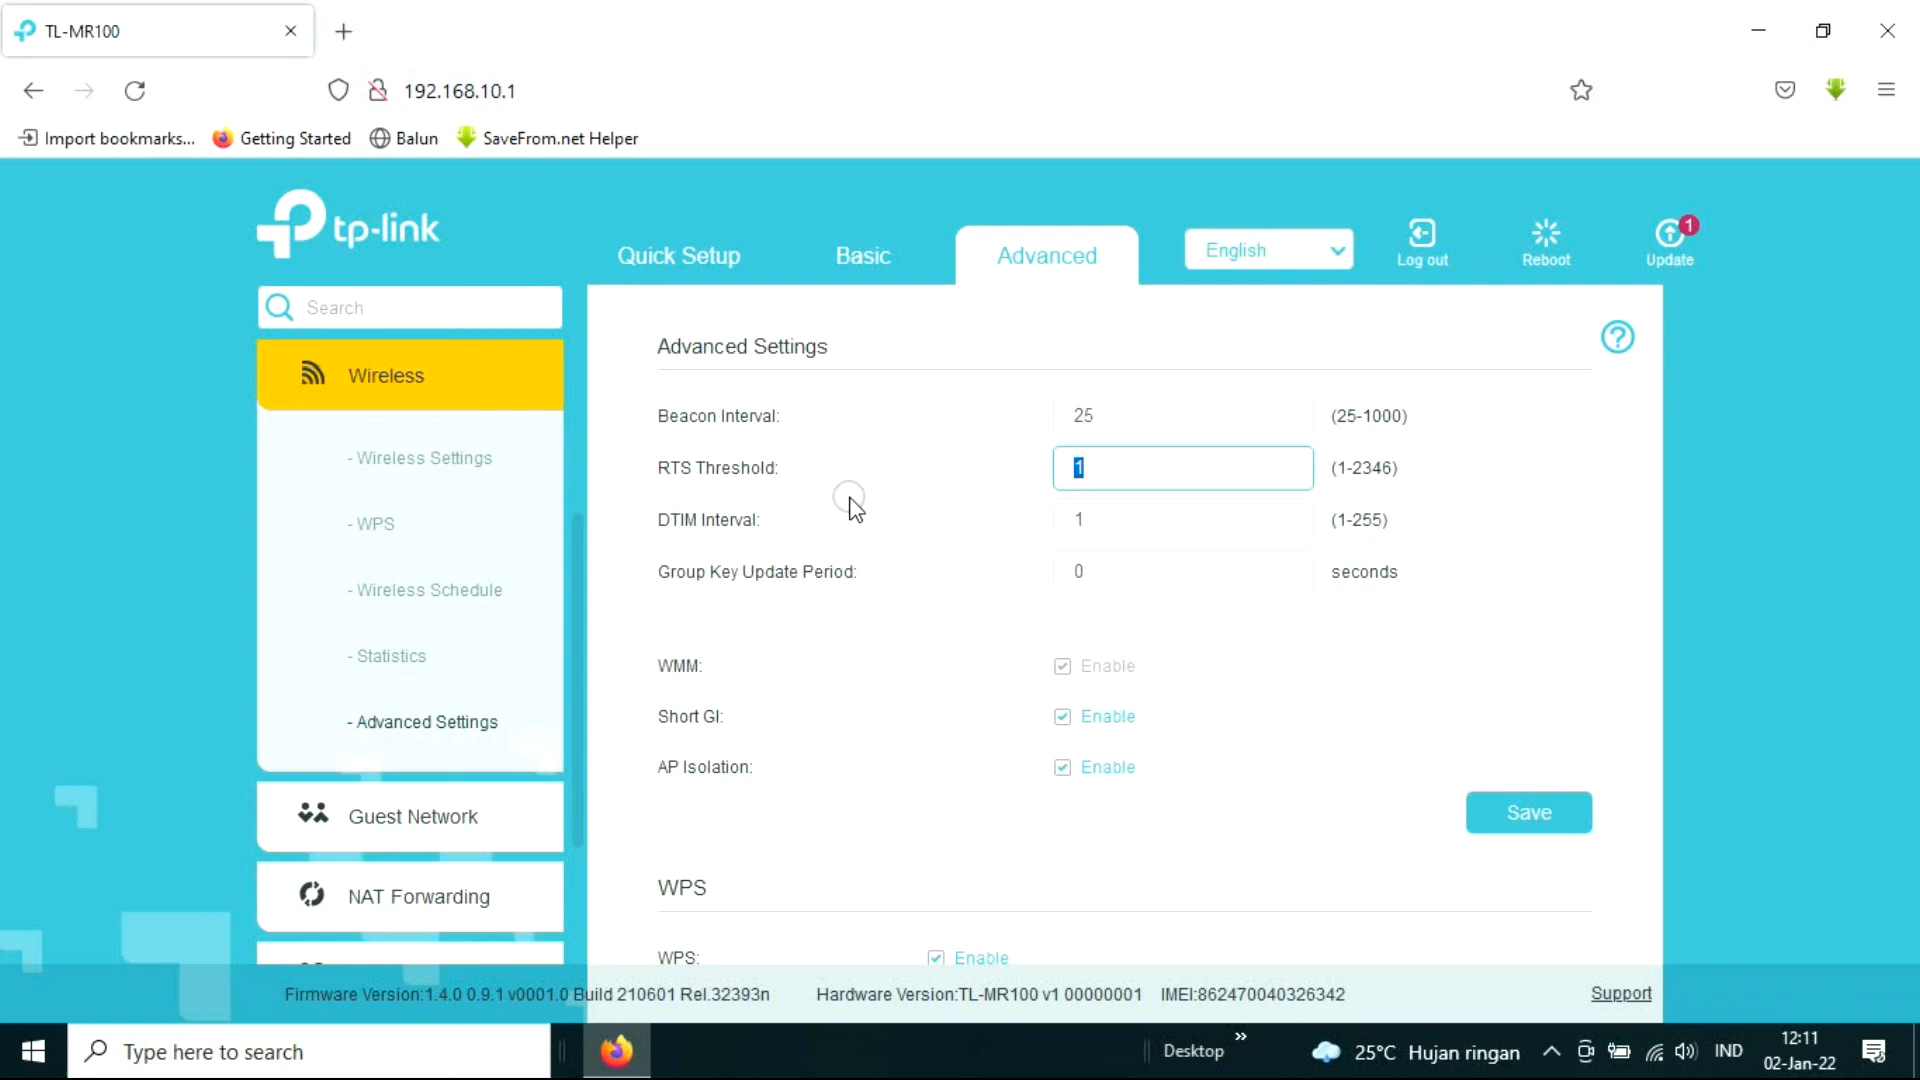 TL-MR100
192.168.10.1
Import bookmarks...
Getting Started
Balun
SaveFrom.net Helper
tp-link
Quick Setup
Basic
Advanced
English
Log out
Reboot
1
Update
Search
Wireless
- Wireless Settings
- WPS
- Wireless Schedule
- Statistics
- Advanced Settings
Guest Network
NAT Forwarding
Advanced Settings
?
Beacon Interval: 25 (25-1000)
RTS Threshold: 1 (1-2346)
DTIM Interval: 1 (1-255)
Group Key Update Period: 0 seconds
WMM: Enable
Short GI: Enable
AP Isolation: Enable
Save
WPS
WPS: Enable
Firmware Version:1.4.0 0.9.1 v0001.0 Build 210601 Rel.32393n Hardware Version:TL-MR100 v1 00000001 IMEI:862470040326342 Support
Type here to search
Desktop
25°C Hujan ringan
IND
12:11
02-Jan-22